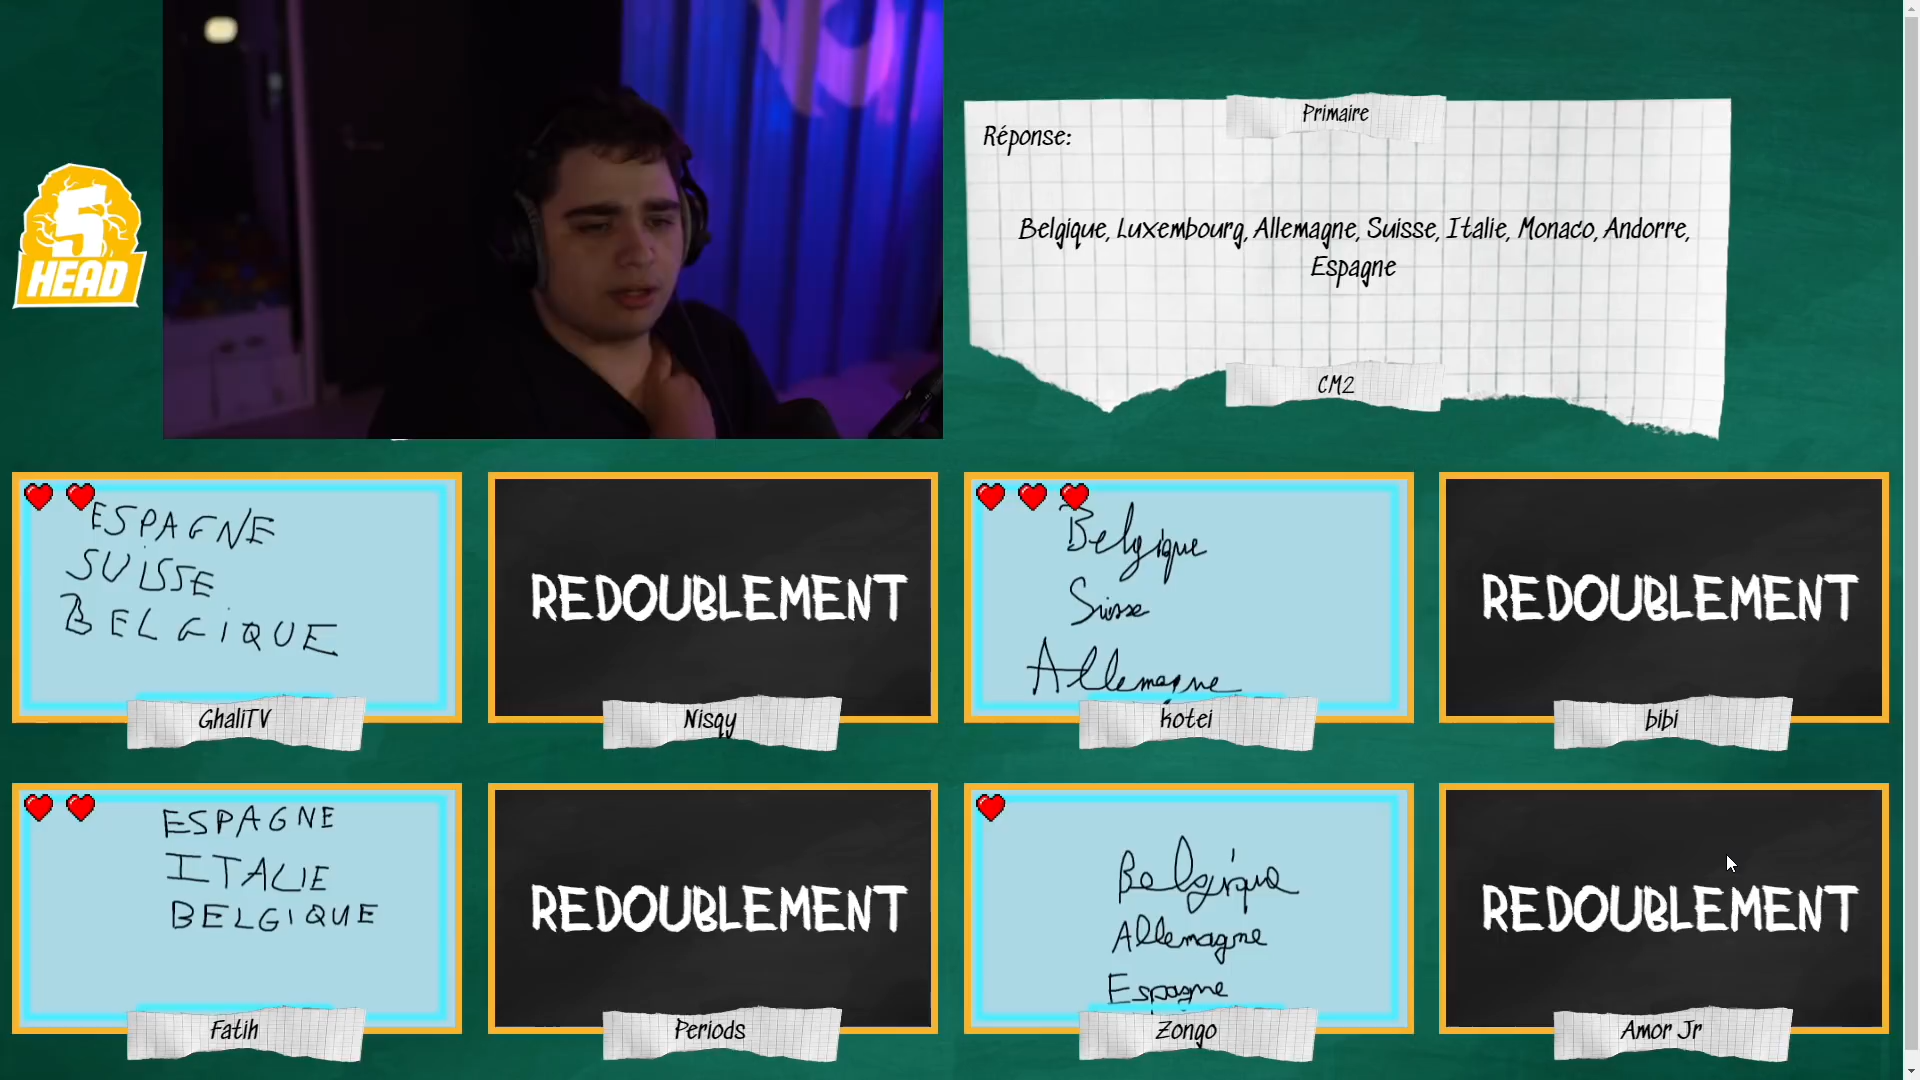 5
HEAD
Primaire
Réponse:
Belgique, Luxembourg, Allemagne, Suisse, Italie, Monaco, Andorre,
Espagne
CM2
ESPAGNE
SUISSE
BELGIQUE
GhaliTV
REDOUBLEMENT
Nisqy
Belgique
Suisse
Allemagne
kotei
REDOUBLEMENT
bibi
ESPAGNE
ITALIE
BELGIQUE
Fatih
REDOUBLEMENT
Periods
Belgique
Allemagne
Espagne
Zongo
REDOUBLEMENT
Amor Jr